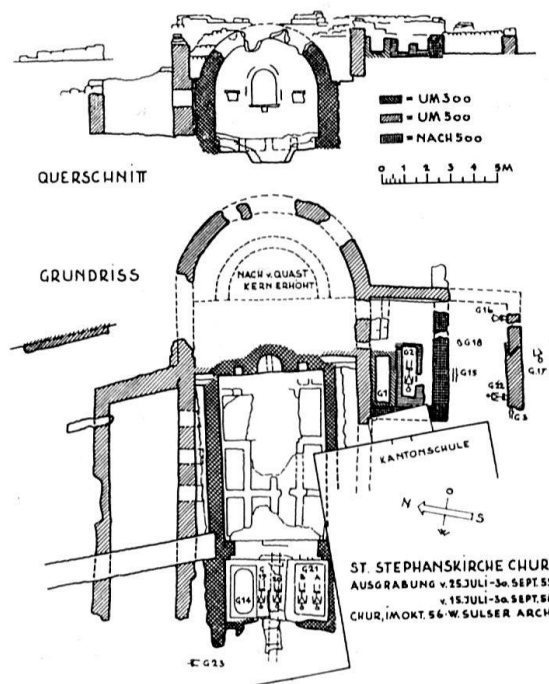 QUERSCHNITT
= UM 300
= UM 500
= NACH 500
0 1 2 3 4 5M
GRUNDRISS
NACH v. QUAST
KERN ERHÖHT
G16
G18
G17
G15
G22
G3
G1
G2
KANTONSCHULE
N
O
S
W
G14
G21
G23
ST. STEPHANSKIRCHE CHUR
AUSGRABUNG v. 25. JULI - 30. SEPT.
v. 15. JULI - 30. SEPT.
CHUR, IM OKT. 56 · W. SULSER ARCH